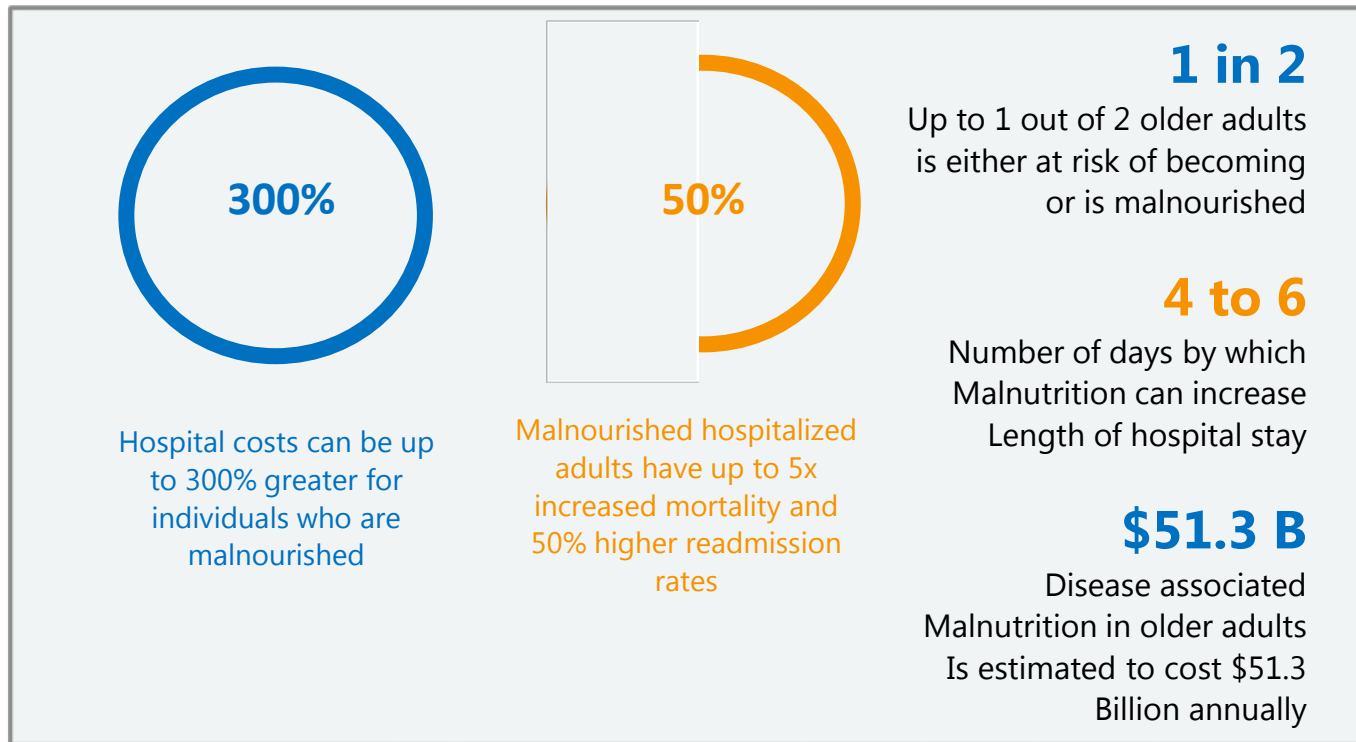 300%
Hospital costs can be up
to 300% greater for
individuals who are
malnourished
50%
Malnourished hospitalized
adults have up to 5x
increased mortality and
50% higher readmission
rates
1 in 2
Up to 1 out of 2 older adults
is either at risk of becoming
or is malnourished
4 to 6
Number of days by which
Malnutrition can increase
Length of hospital stay
$51.3 B
Disease associated
Malnutrition in older adults
Is estimated to cost $51.3
Billion annually